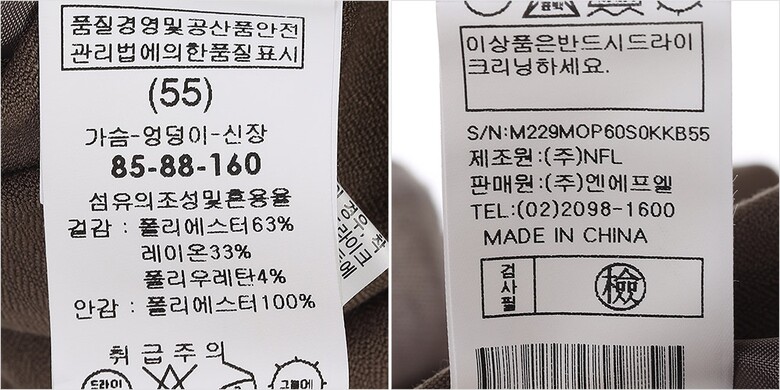 품질경영및공산품안전
관리법에의한품질표시
(55)
가슴-엉덩이-신장
85-88-160
섬유의조성및혼용율
겉감 : 폴리에스터63%
레이온33%
폴리우레탄4%
안감 : 폴리에스터100%
취급주의
드라이
표백
이상품은반드시드라이
크리닝하세요.
S/N:M229MOP60S0KKB55
제조원:(주)NFL
판매원:(주)엔에프엘
TEL:(02)2098-1600
MADE IN CHINA
검사필
檢